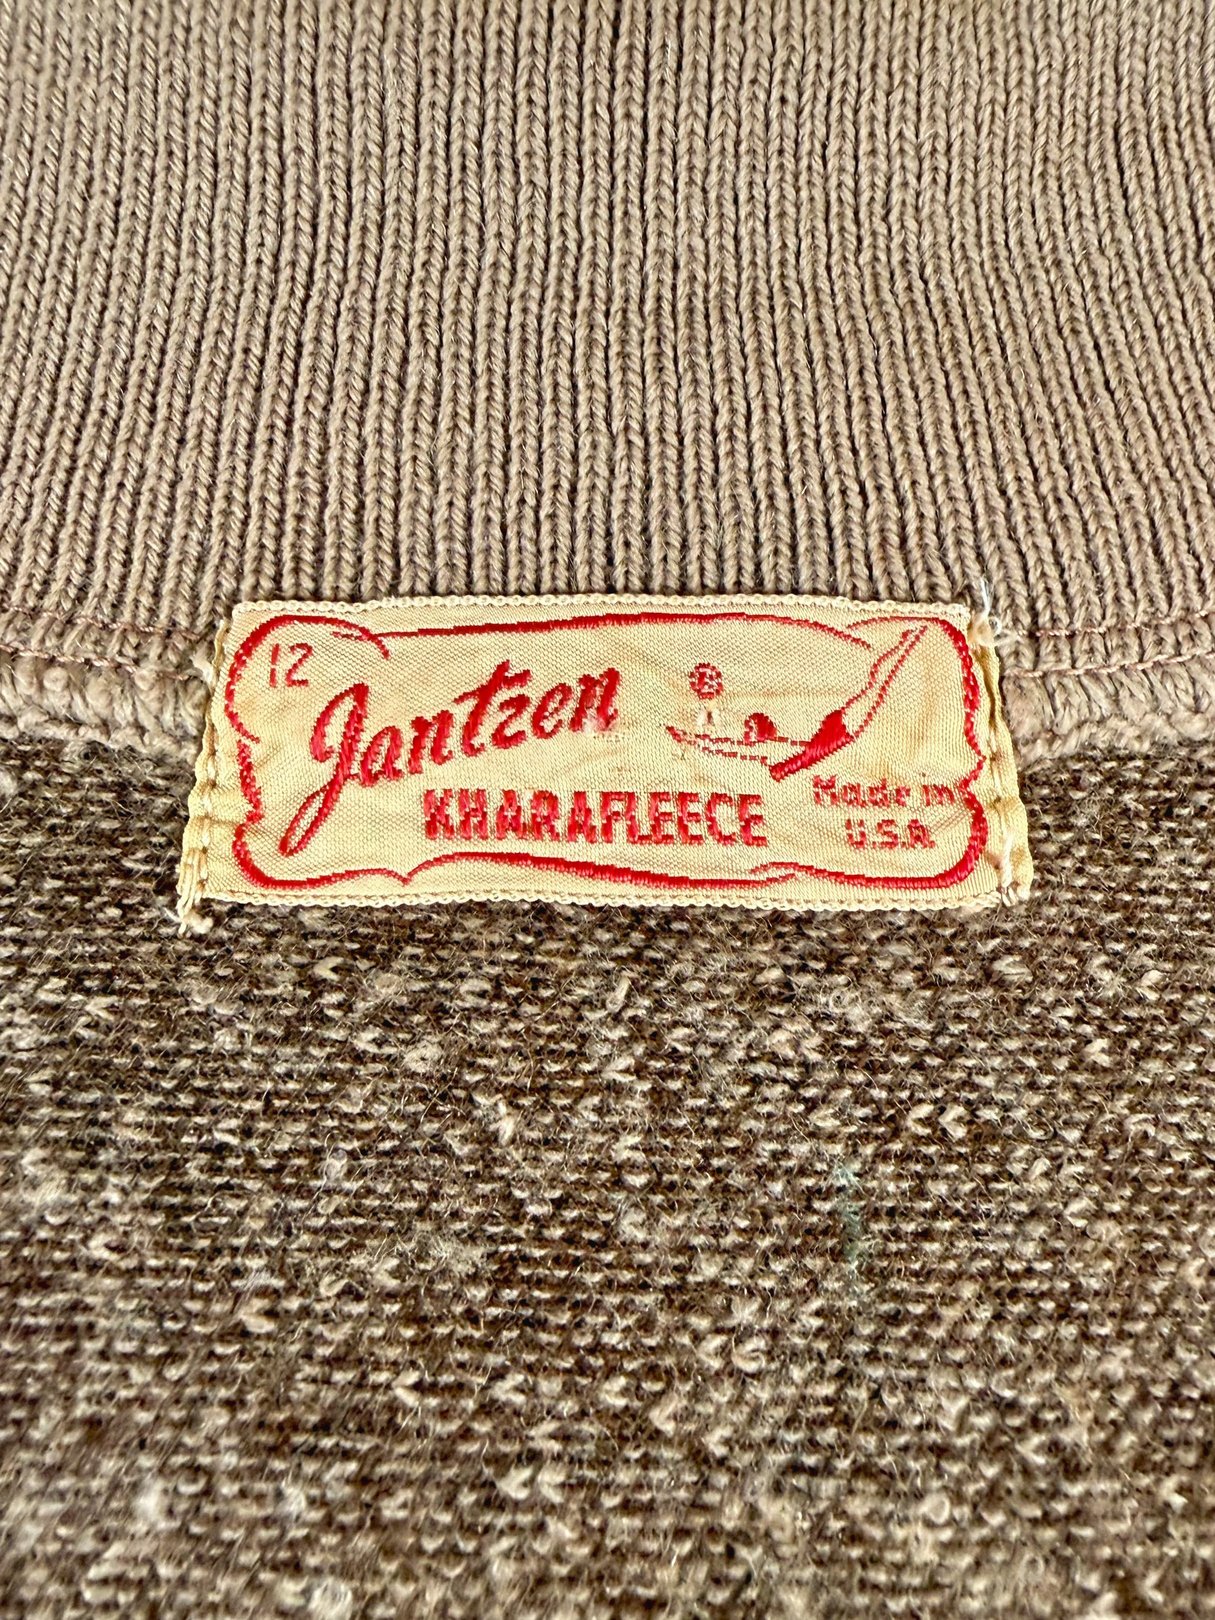 12
Jantzen
KHARAFLEECE
Made in
U.S.A.